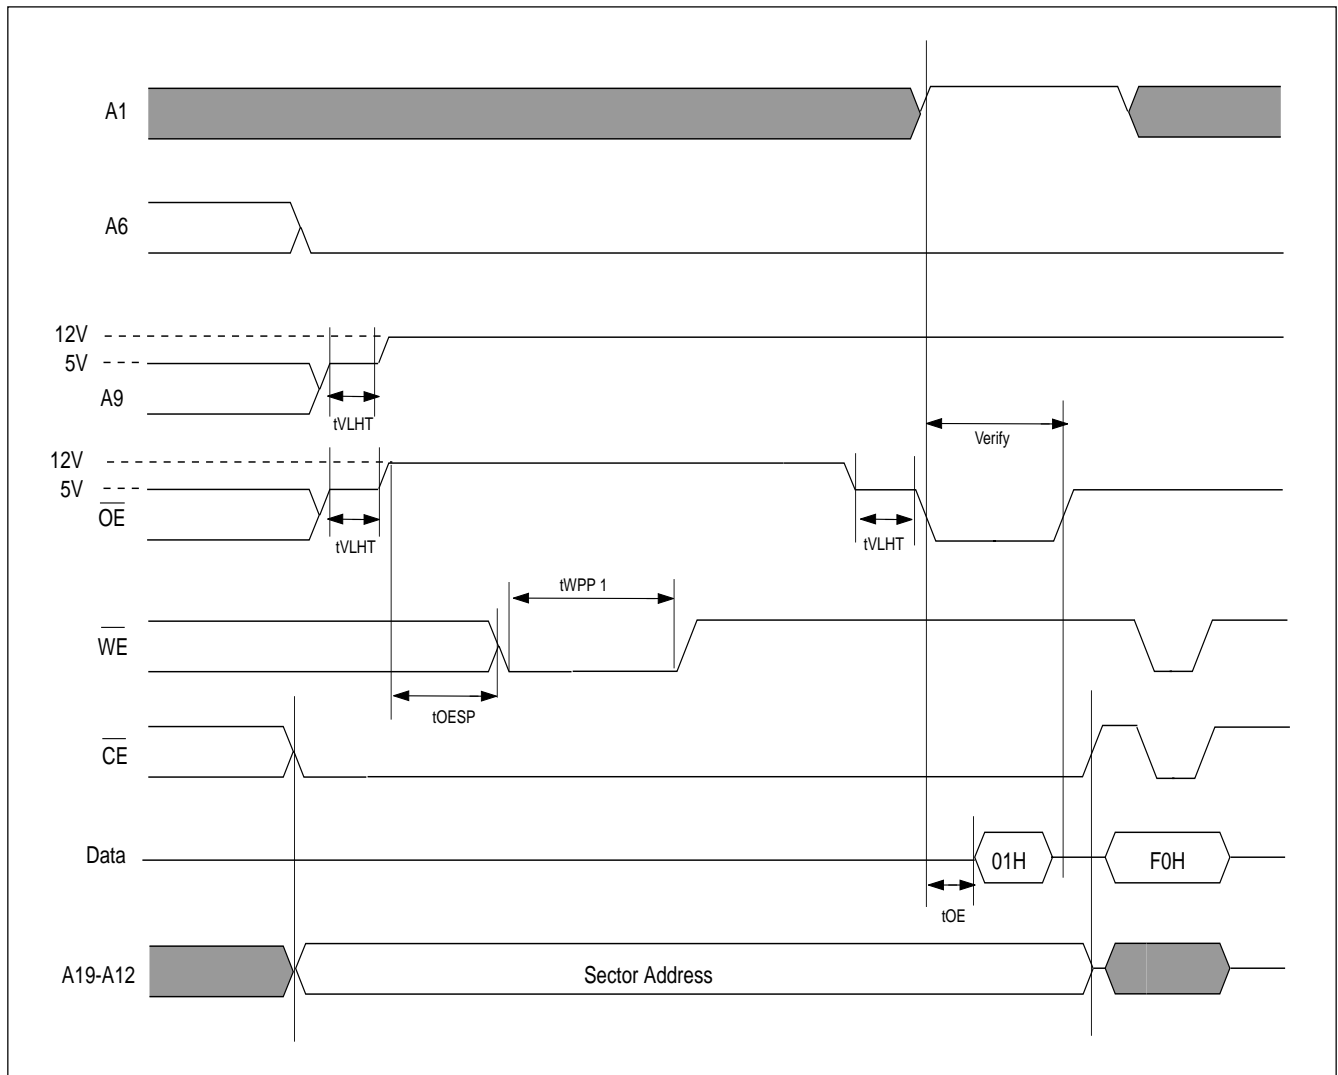 A1
A6
12V
5V
A9
tVLHT
Verify
12V
5V
OE
tVLHT
tVLHT
tWPP 1
WE
tOESP
CE
Data
01H
F0H
tOE
A19-A12
Sector Address